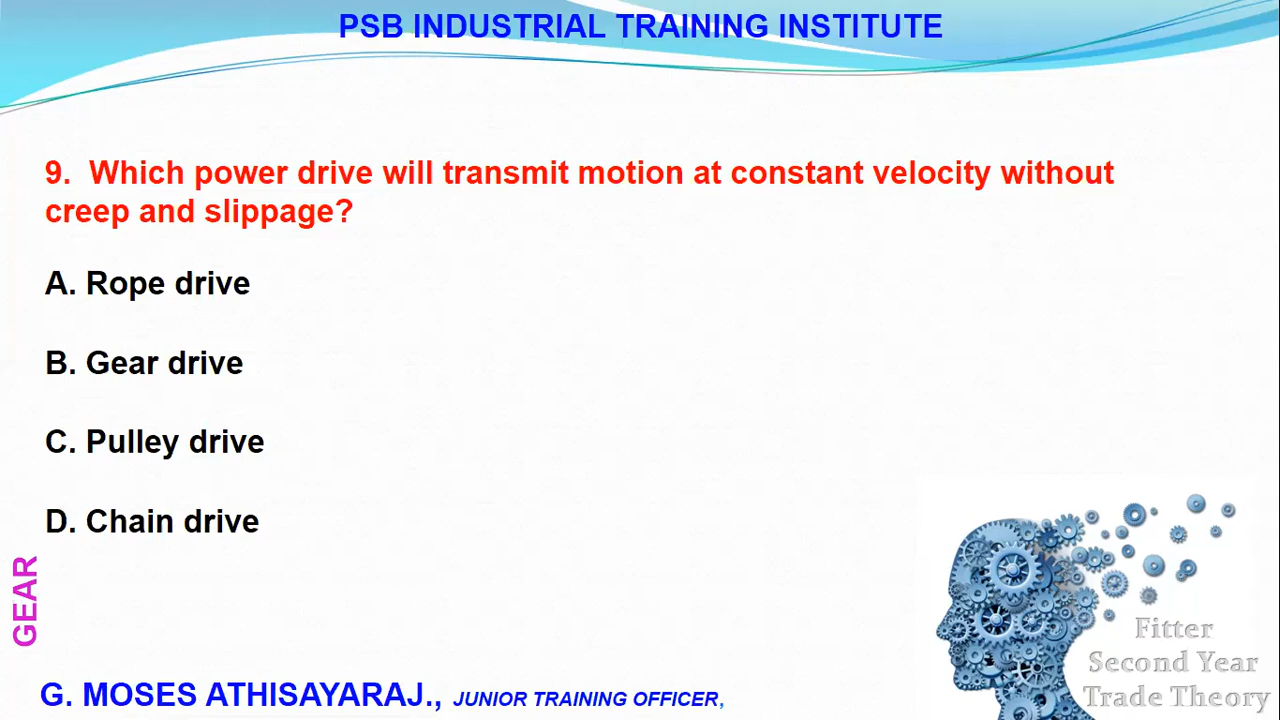 PSB INDUSTRIAL TRAINING INSTITUTE
9. Which power drive will transmit motion at constant velocity without
creep and slippage?
A. Rope drive
B. Gear drive
C. Pulley drive
D. Chain drive
GEAR
Fitter
Second Year
Trade Theory
G. MOSES ATHISAYARAJ., JUNIOR TRAINING OFFICER,